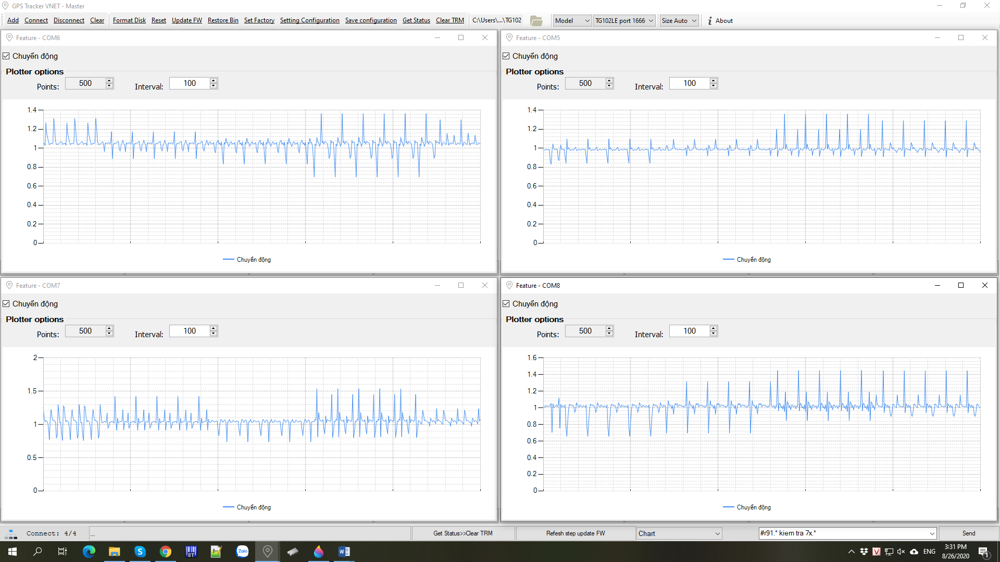 GPS Tracker VNET - Master
Add Connect Disconnect Clear Format Disk Reset Update FW Restore Bin Set Factory Setting Configuration Save configuration Get Status Clear TRM C:\Users\...\TG102 Model TG102LE port 1666 Size Auto i About
Feature - COM6
Chuyển động
Plotter options
Points: 500 Interval: 100
1.4
1.2
1
0.8
0.6
0.4
0.2
0
Chuyển động
Feature - COM5
Chuyển động
Plotter options
Points: 500 Interval: 100
1.4
1.2
1
0.8
0.6
0.4
0.2
0
Chuyển động
Feature - COM7
Chuyển động
Plotter options
Points: 500 Interval: 100
2
1.5
1
0.5
0
Chuyển động
Feature - COM8
Chuyển động
Plotter options
Points: 500 Interval: 100
1.6
1.4
1.2
1
0.8
0.6
0.4
0.2
0
Chuyển động
Connect: 4/4 ... Get Status>>Clear TRM Refesh step update FW Chart #r91.* kiem tra 7x.* Send
BT Zalo ENG 3:31 PM
8/26/2020 1